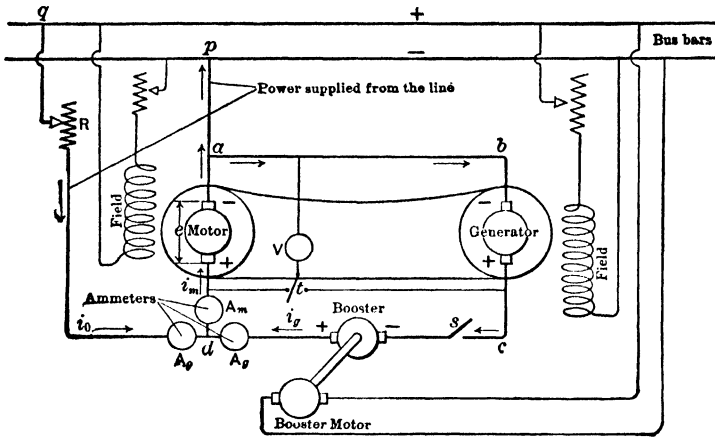 q
+
p
−
Bus bars
Power supplied from the line
R
a
b
Field
−
−
e
Motor
V
Generator
Field
+
+
i_m
t
Ammeters
A_m
i_g
Booster
i_0
+
−
s
A_0
d
A_g
c
Booster Motor